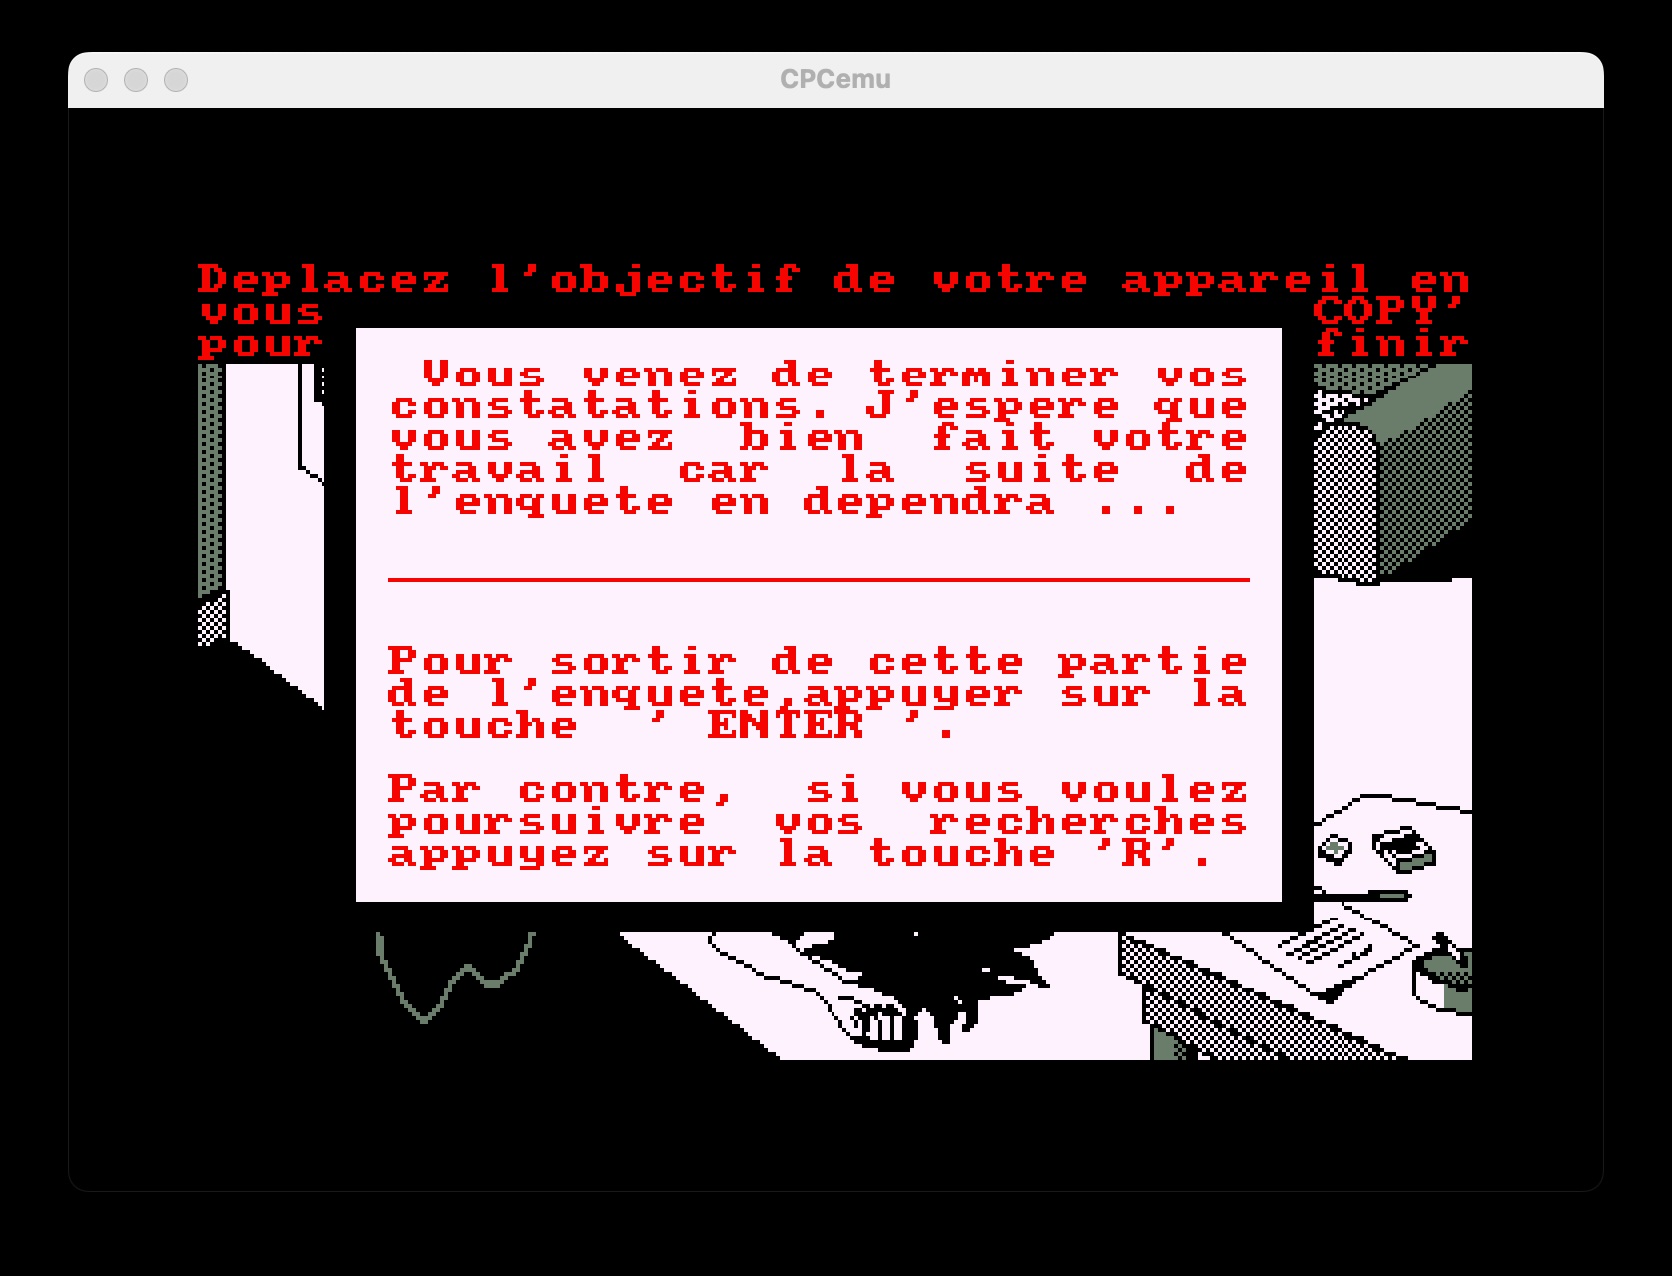 CPCemu
Deplacez l'objectif de votre appareil en
vous COPY'
pour finir
Vous venez de terminer vos
constatations. J'espere que
vous avez bien fait votre
travail car la suite de
l'enquete en dependra ...
Pour sortir de cette partie
de l'enquete,appuyer sur la
touche ' ENTER '.
Par contre, si vous voulez
poursuivre vos recherches
appuyez sur la touche 'R'.